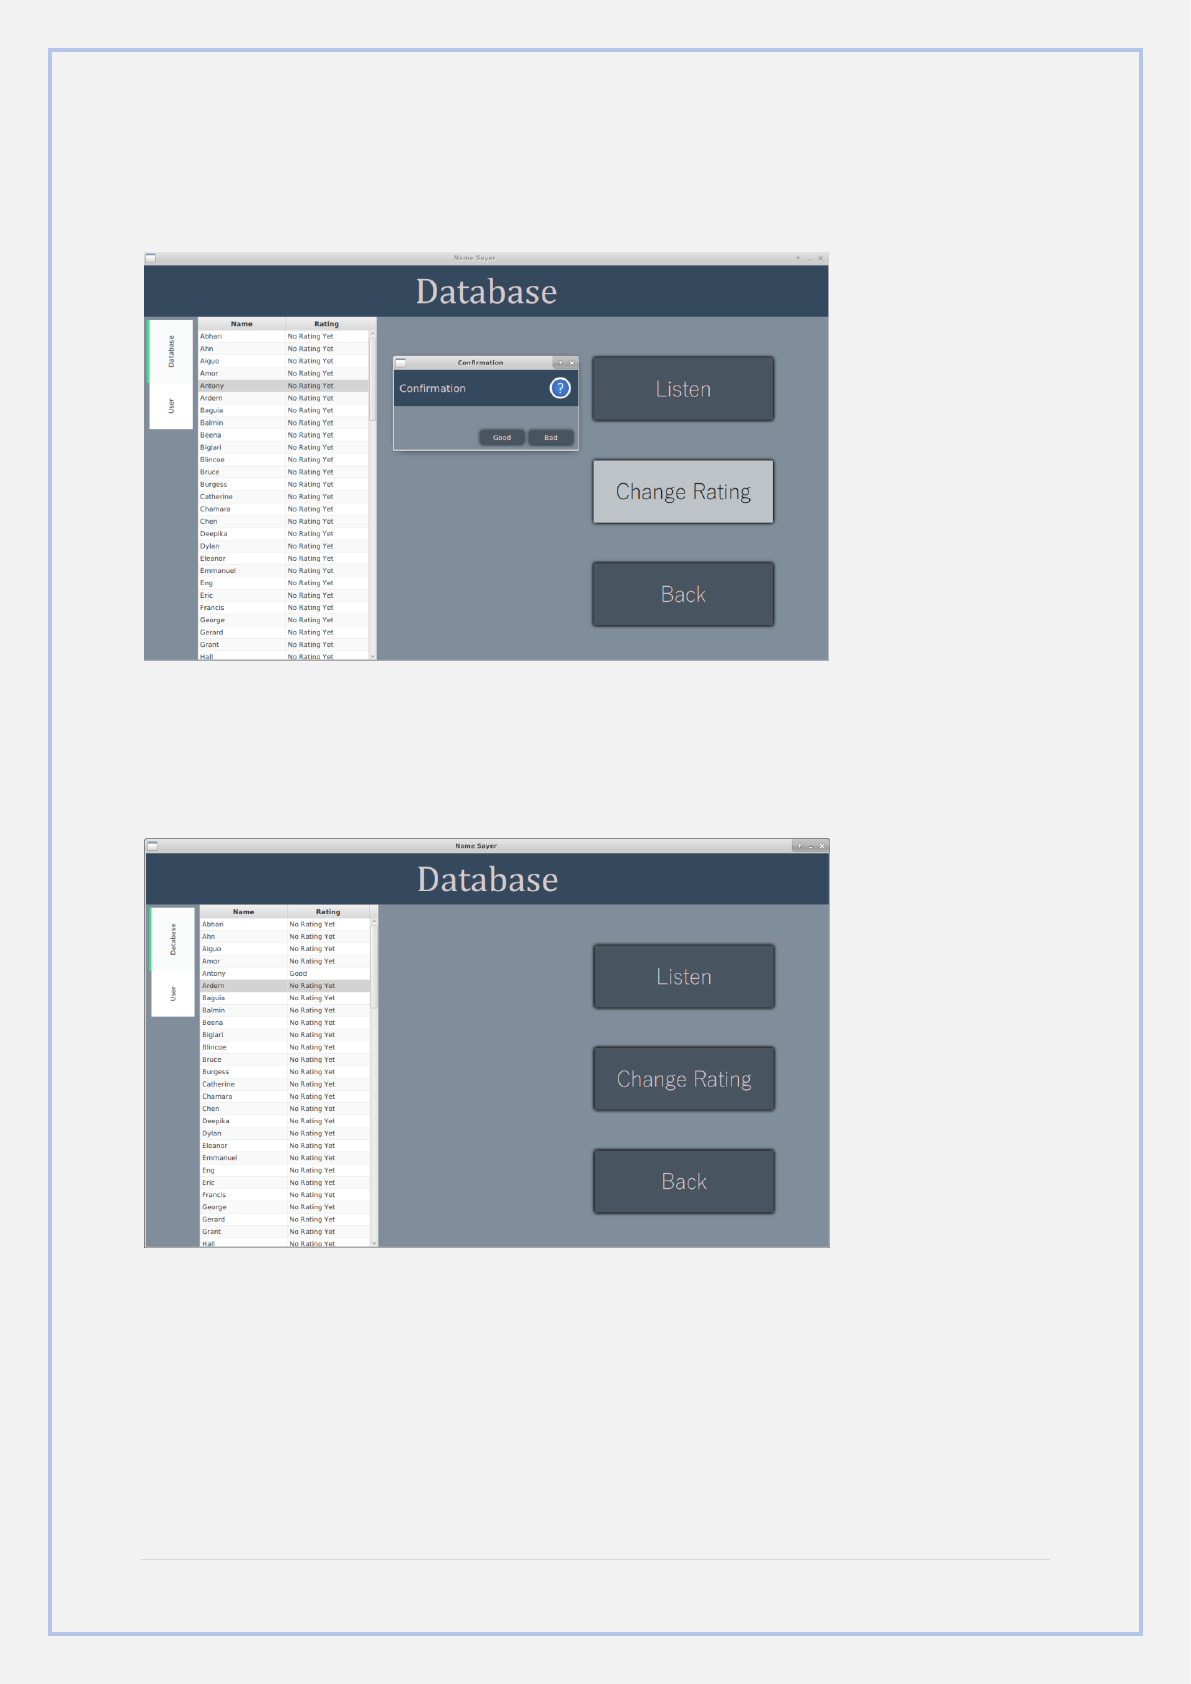 Name Sayer
Database
Database
User
Name Rating
Abhari No Rating Yet
Ahn No Rating Yet
Aiguo No Rating Yet
Amor No Rating Yet
Antony No Rating Yet
Ardern No Rating Yet
Baguia No Rating Yet
Balmin No Rating Yet
Beena No Rating Yet
Biglari No Rating Yet
Blincoe No Rating Yet
Bruce No Rating Yet
Burgess No Rating Yet
Catherine No Rating Yet
Chamara No Rating Yet
Chen No Rating Yet
Deepika No Rating Yet
Dylan No Rating Yet
Eleanor No Rating Yet
Emmanuel No Rating Yet
Eng No Rating Yet
Eric No Rating Yet
Francis No Rating Yet
George No Rating Yet
Gerard No Rating Yet
Grant No Rating Yet
Hall No Rating Yet
Confirmation
Confirmation
?
Good Bad
Listen
Change Rating
Back
Name Sayer
Database
Database
User
Name Rating
Abhari No Rating Yet
Ahn No Rating Yet
Aiguo No Rating Yet
Amor No Rating Yet
Antony Good
Ardern No Rating Yet
Baguia No Rating Yet
Balmin No Rating Yet
Beena No Rating Yet
Biglari No Rating Yet
Blincoe No Rating Yet
Bruce No Rating Yet
Burgess No Rating Yet
Catherine No Rating Yet
Chamara No Rating Yet
Chen No Rating Yet
Deepika No Rating Yet
Dylan No Rating Yet
Eleanor No Rating Yet
Emmanuel No Rating Yet
Eng No Rating Yet
Eric No Rating Yet
Francis No Rating Yet
George No Rating Yet
Gerard No Rating Yet
Grant No Rating Yet
Hall No Rating Yet
Listen
Change Rating
Back